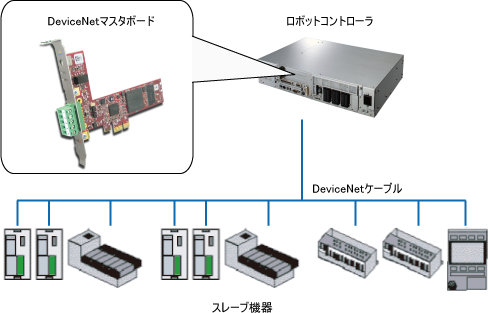 DeviceNetマスタボード
ロボットコントローラ
DeviceNetケーブル
スレーブ機器